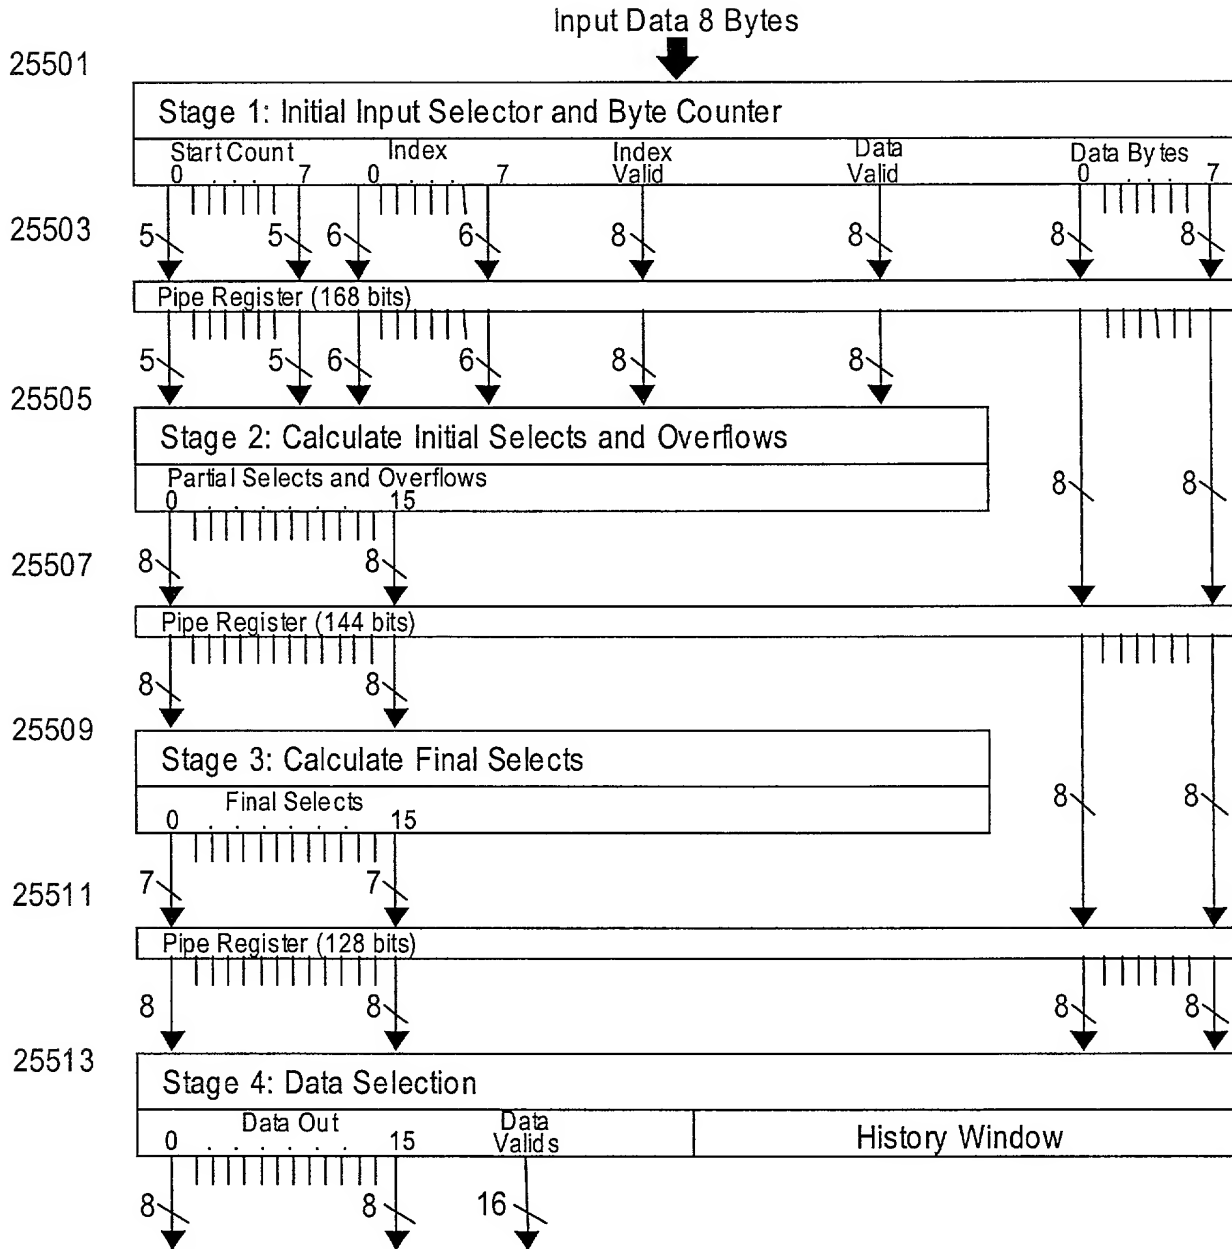 Input Data 8 Bytes
25501
Stage 1: Initial Input Selector and Byte Counter
Start Count Index Index Valid Data Valid Data Bytes
0 . . . . 7 0 . . . . 7 0 . . . . 7
25503
5 5 6 6 8 8 8 8
Pipe Register (168 bits)
5 5 6 6 8 8
25505
Stage 2: Calculate Initial Selects and Overflows
Partial Selects and Overflows
0 . . . . . . . 15
8 8
25507
8 8
Pipe Register (144 bits)
8 8
25509
Stage 3: Calculate Final Selects
Final Selects
0 . . . . . . 15
8 8
25511
7 7
Pipe Register (128 bits)
8 8 8 8
25513
Stage 4: Data Selection
Data Out Data Valids History Window
0 . . . . . . 15
8 8 16